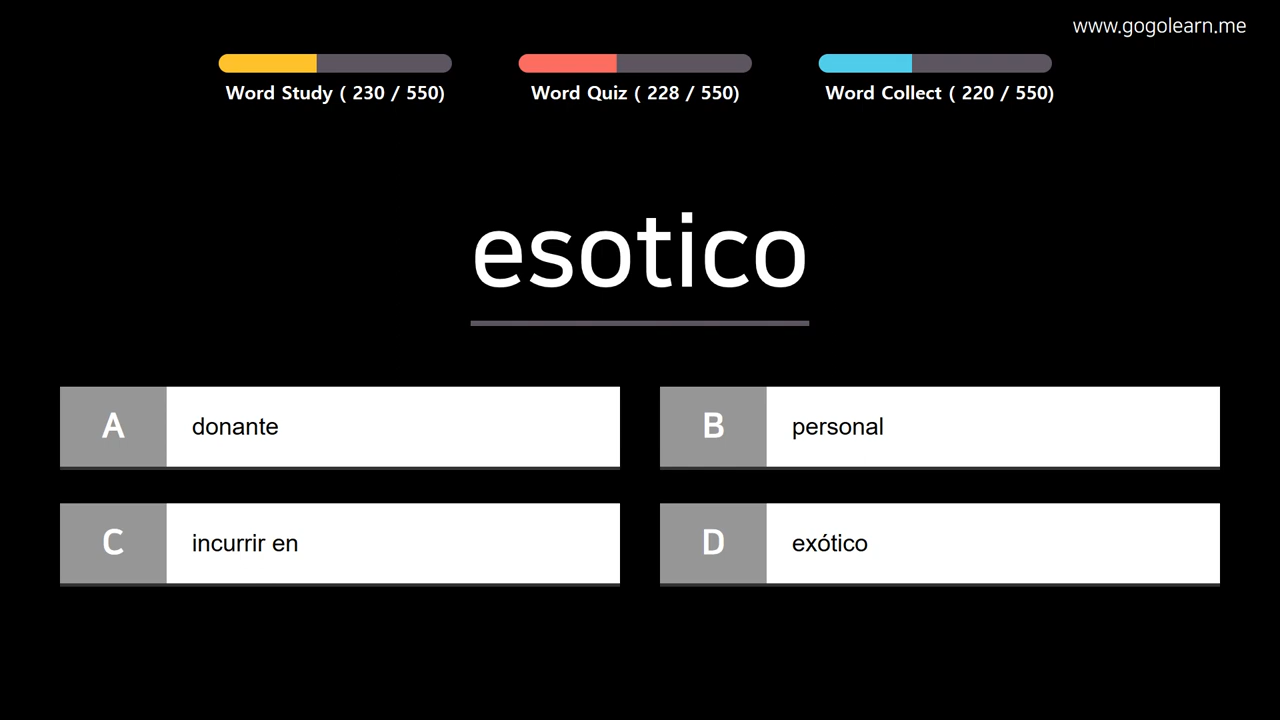 www.gogolearn.me
Word Study ( 230 / 550)
Word Quiz ( 228 / 550)
Word Collect ( 220 / 550)
esotico
A donante
B personal
C incurrir en
D exótico